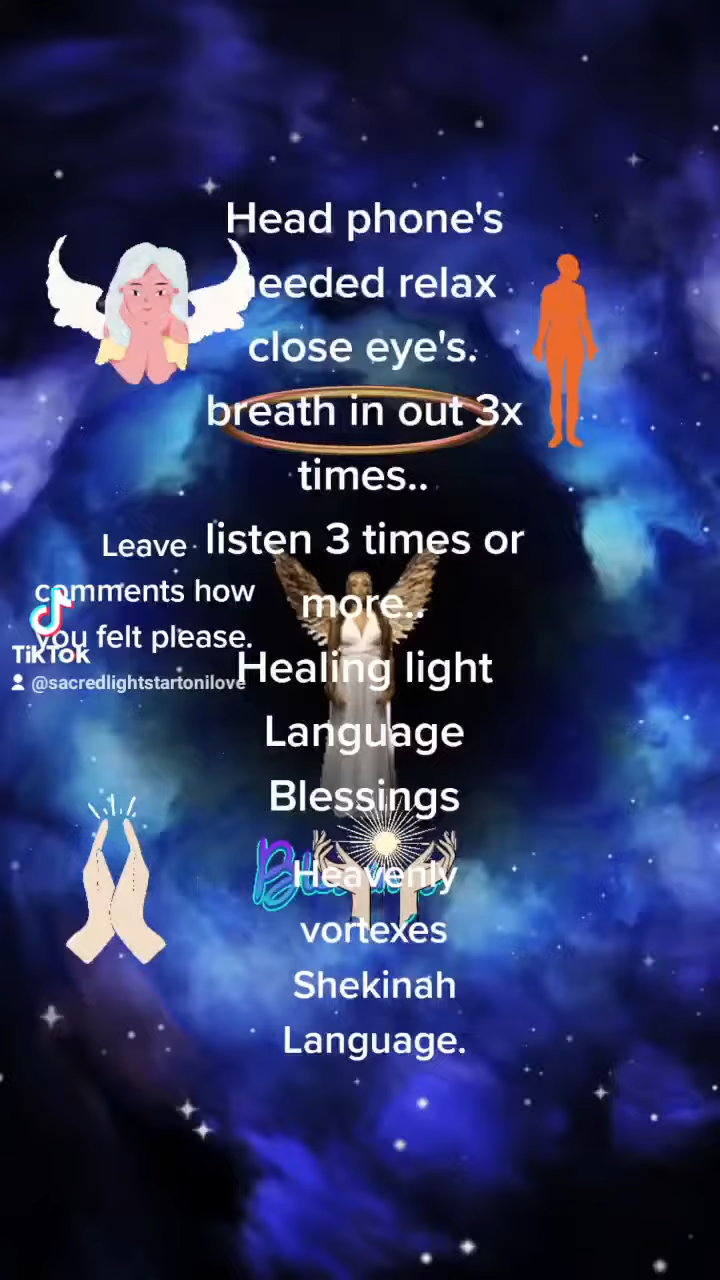 Head phone's
needed relax
close eye's.
breath in out 3x
times..
listen 3 times or
more..
Healing light
Language
Blessings
Heavenly
vortexes
Shekinah
Language.
Leave
comments how
you felt please.
TikTok
@sacredlightstartonilove